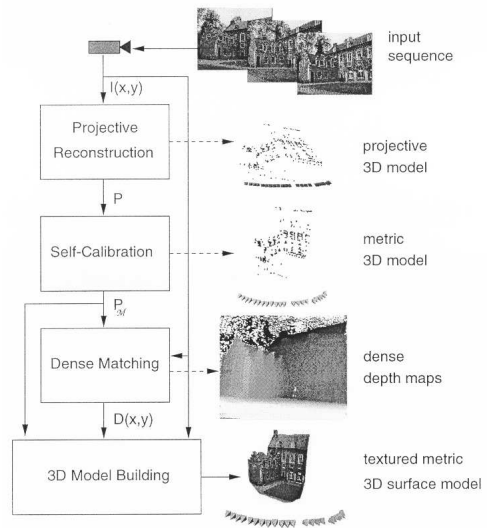 input
sequence
I(x,y)
Projective
Reconstruction
projective
3D model
P
Self-Calibration
metric
3D model
P_M
Dense Matching
dense
depth maps
D(x,y)
3D Model Building
textured metric
3D surface model